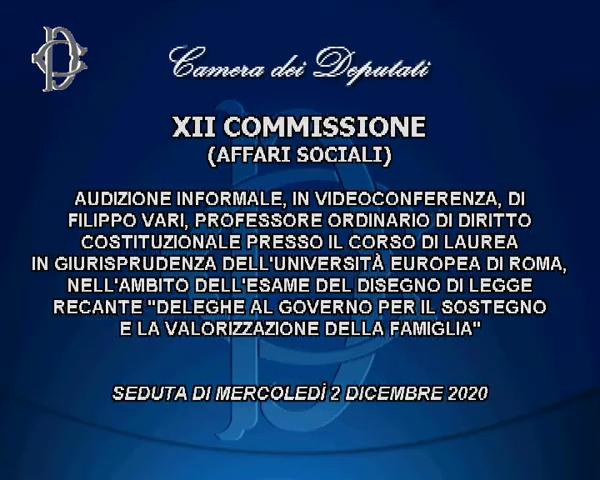 Camera dei Deputati
XII COMMISSIONE
(AFFARI SOCIALI)
AUDIZIONE INFORMALE, IN VIDEOCONFERENZA, DI
FILIPPO VARI, PROFESSORE ORDINARIO DI DIRITTO
COSTITUZIONALE PRESSO IL CORSO DI LAUREA
IN GIURISPRUDENZA DELL'UNIVERSITÀ EUROPEA DI ROMA,
NELL'AMBITO DELL'ESAME DEL DISEGNO DI LEGGE
RECANTE "DELEGHE AL GOVERNO PER IL SOSTEGNO
E LA VALORIZZAZIONE DELLA FAMIGLIA"
SEDUTA DI MERCOLEDÌ 2 DICEMBRE 2020